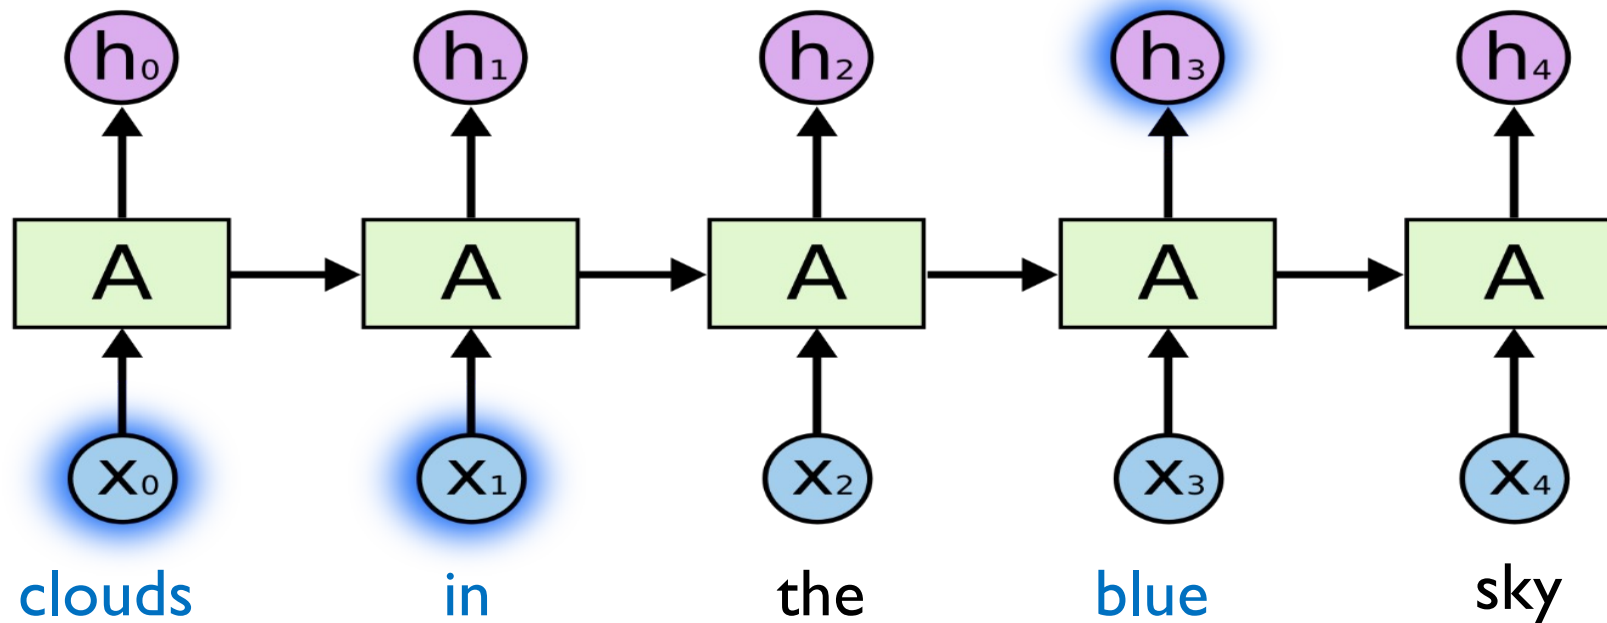 h₀ h₁ h₂ h₃ h₄
A A A A A
x₀ x₁ x₂ x₃ x₄
clouds in the blue sky